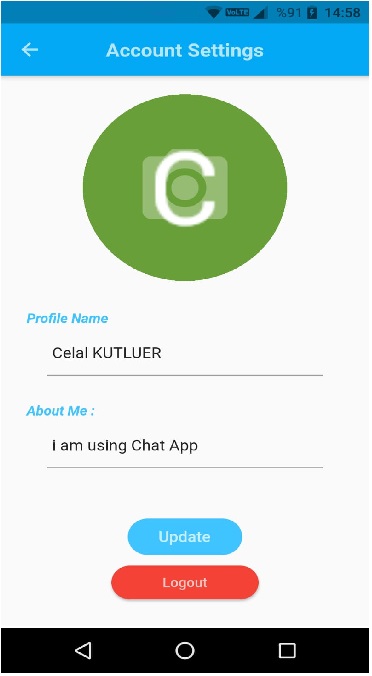 VoLTE %91 14:58
Account Settings
C
Profile Name
Celal KUTLUER
About Me :
i am using Chat App
Update
Logout